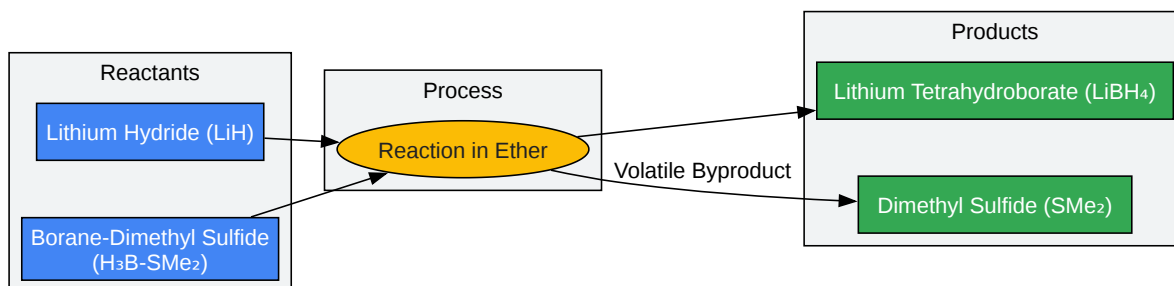 Reactants
Lithium Hydride (LiH)
Borane-Dimethyl Sulfide
(H₃B-SMe₂)
Process
Reaction in Ether
Volatile Byproduct
Products
Lithium Tetrahydroborate (LiBH₄)
Dimethyl Sulfide (SMe₂)